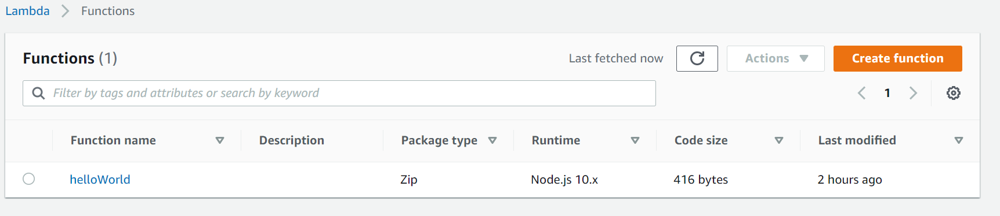 Lambda Functions
Functions (1) Last fetched now Actions Create function
Filter by tags and attributes or search by keyword 1
Function name Description Package type Runtime Code size Last modified
helloWorld Zip Node.js 10.x 416 bytes 2 hours ago